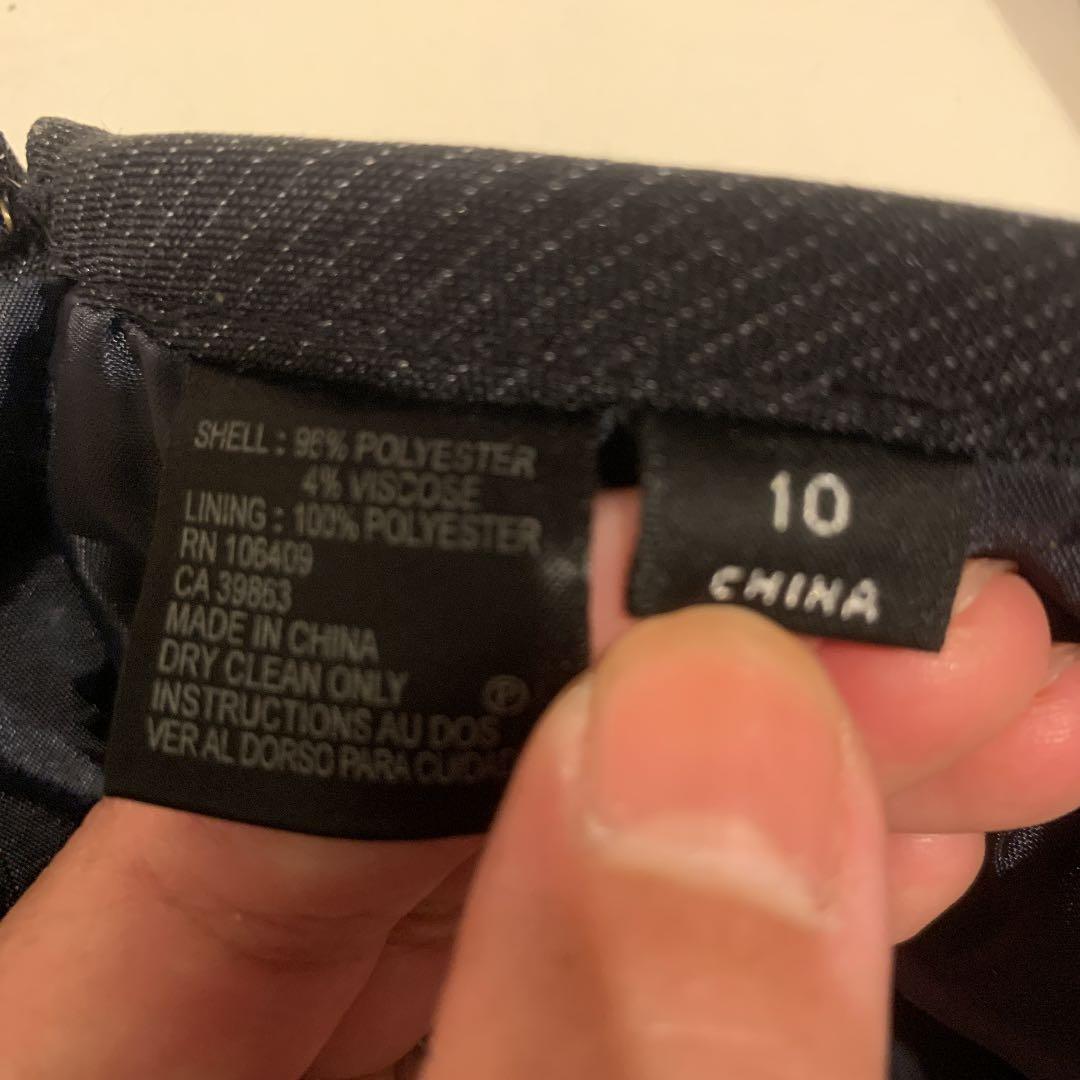 SHELL : 96% POLYESTER
4% VISCOSE
LINING : 100% POLYESTER
RN 106409
CA 39863
MADE IN CHINA
DRY CLEAN ONLY
P
INSTRUCTIONS AU DOS
VER AL DORSO PARA
10
CHINA